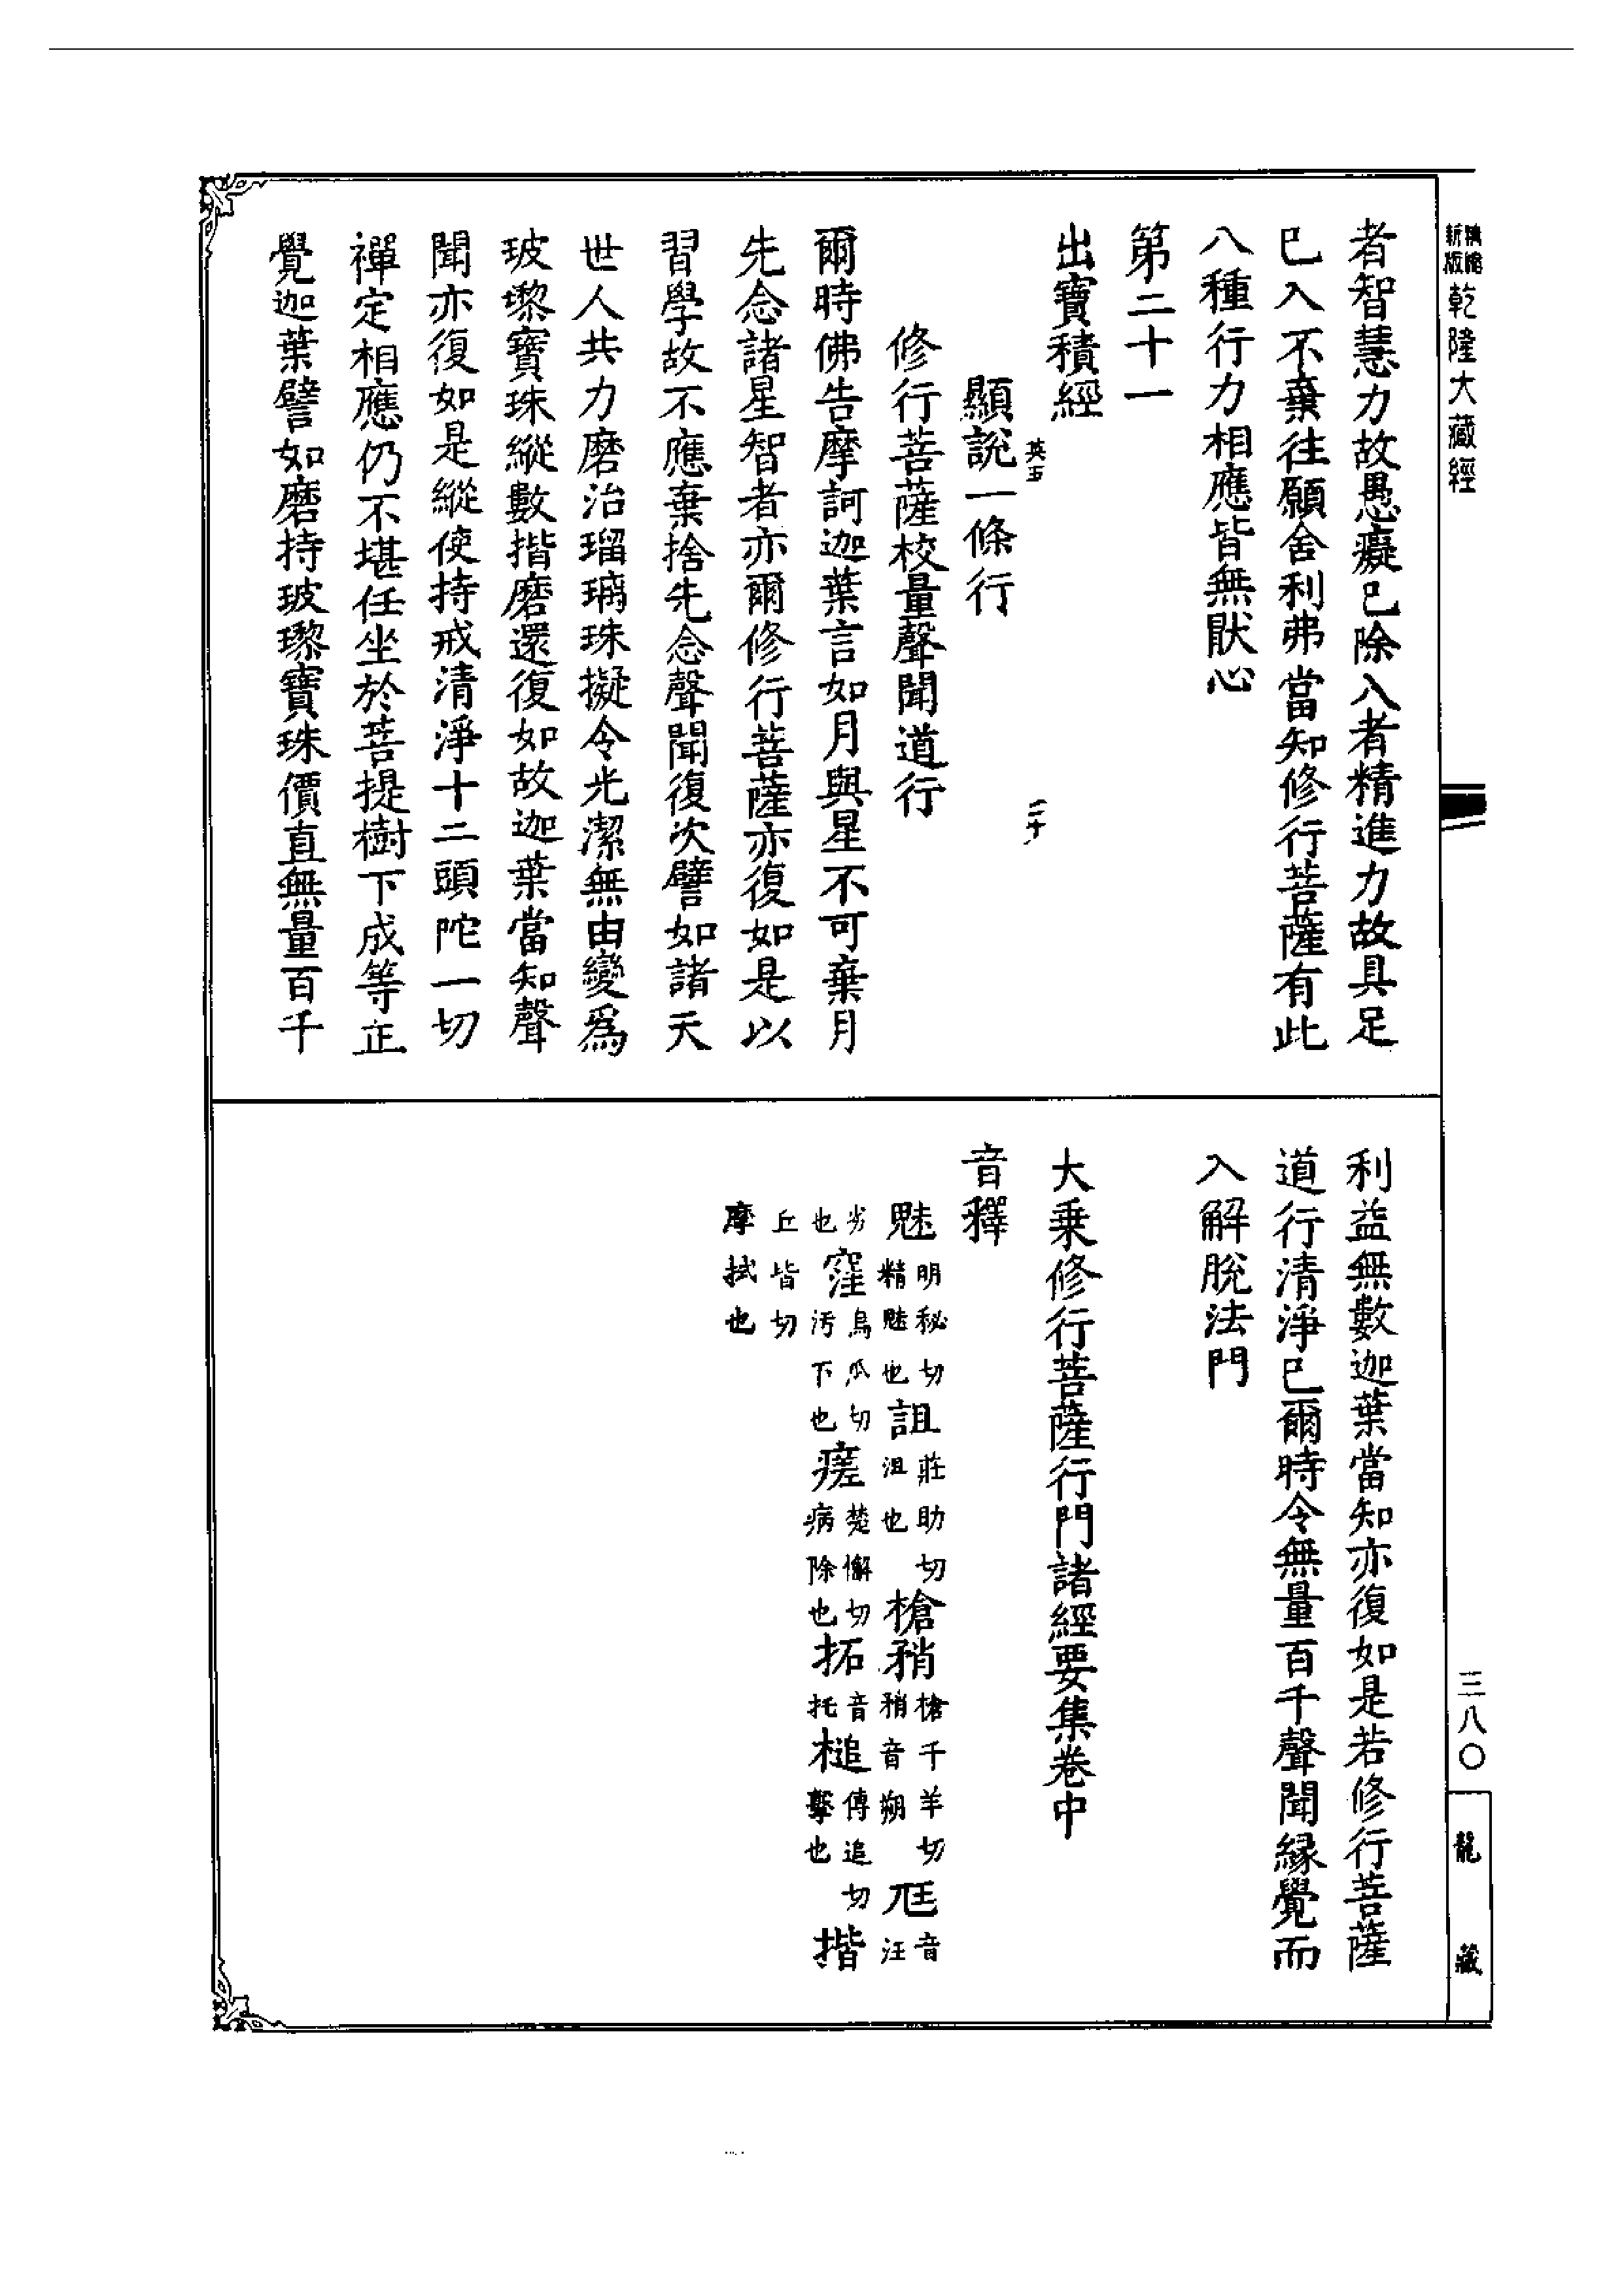 新版精縮乾隆大藏經
者智慧力故愚癡已除入者精進力故具足
已入不棄往願舍利弗當知修行菩薩有此
八種行力相應皆無猒心
第二十一
出寶積經
英五 二十
顯說一條行
修行菩薩校量聲聞道行
爾時佛告摩訶迦葉言如月與星不可棄月
先念諸星智者亦爾修行菩薩亦復如是以
習學故不應棄捨先念聲聞復次譬如諸天
世人共力磨治瑠璃珠擬令光潔無由變為
玻瓈寶珠縱數揩磨還復如故迦葉當知聲
聞亦復如是縱使持戒清淨十二頭陀一切
禪定相應仍不堪任坐於菩提樹下成等正
覺迦葉譬如磨持玻瓈寶珠價直無量百千
利益無數迦葉當知亦復如是若修行菩薩
道行清淨已爾時令無量百千聲聞緣覺而
入解脫法門
大乘修行菩薩行門諸經要集卷中
音釋
魅明秘切精魅也詛莊助切沮也槍矟槍千羊切矟音朔尫音汪
劣也窪烏瓜切汚下也瘥楚懈切病除也拓音托槌傳追切擊也揩
丘皆切
摩拭也
三八〇
龍藏